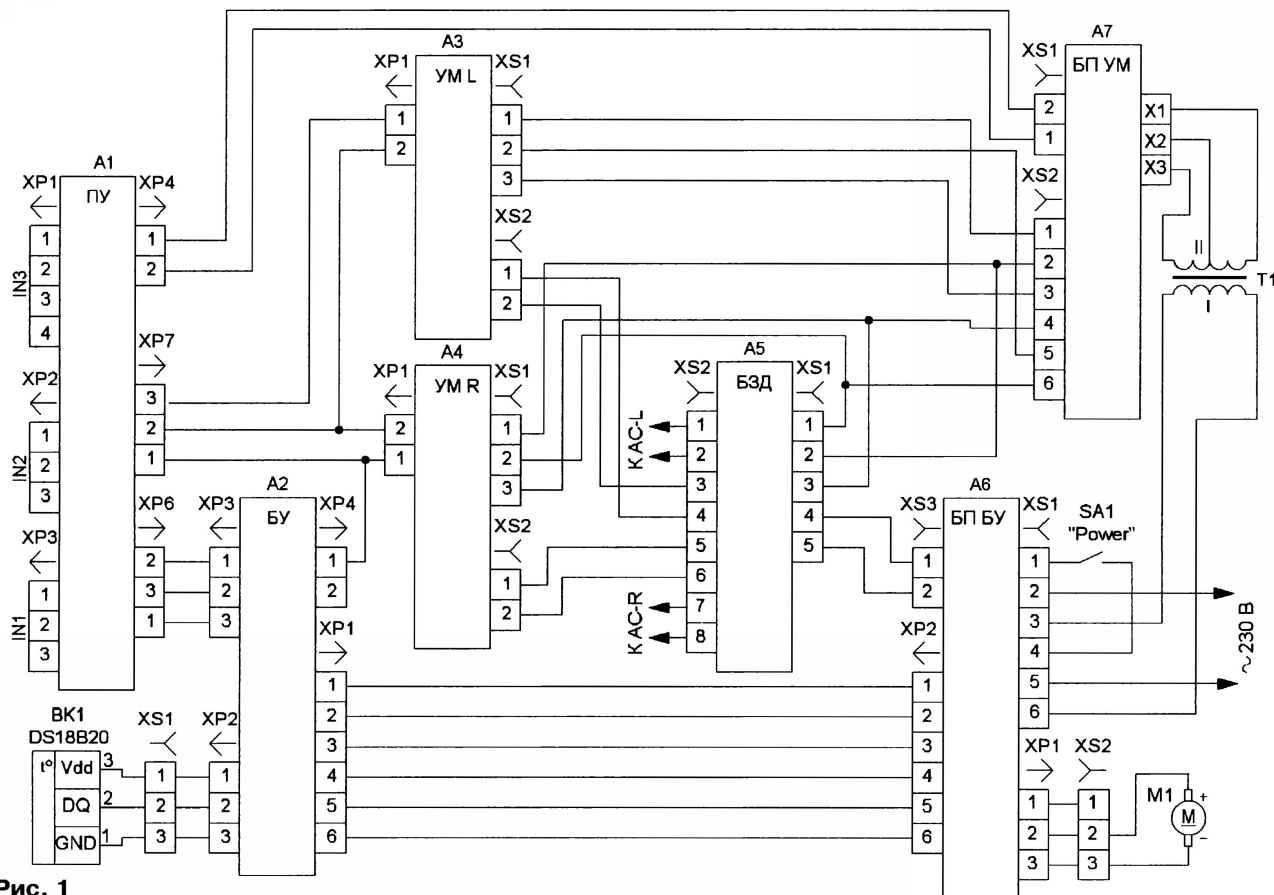 A1
ПУ
XP1
XP4
1
2
3
4
IN3
1
2
XP7
3
2
1
XP2
1
2
3
IN2
XP6
2
3
1
XP3
1
2
3
IN1
A2
БУ
XP3
1
2
3
XP4
1
2
XP1
1
2
3
4
5
6
XP2
1
2
3
XS1
1
2
3
BK1
DS18B20
t°
Vdd
3
DQ
2
GND
1
A3
УМ L
XP1
1
2
XS1
1
2
3
XS2
1
2
A4
УМ R
XP1
2
1
XS1
1
2
3
XS2
1
2
A5
БЗД
XS2
1
2
3
4
5
6
7
8
К АС-L
К АС-R
XS1
1
2
3
4
5
A6
БП БУ
XS3
1
2
XP2
1
2
3
4
5
6
XS1
1
2
3
4
5
6
SA1
"Power"
~230 В
XP1
1
2
3
XS2
1
2
3
M1
M
+
−
A7
БП УМ
XS1
2
1
XS2
1
2
3
4
5
6
X1
X2
X3
II
I
T1
Рис. 1